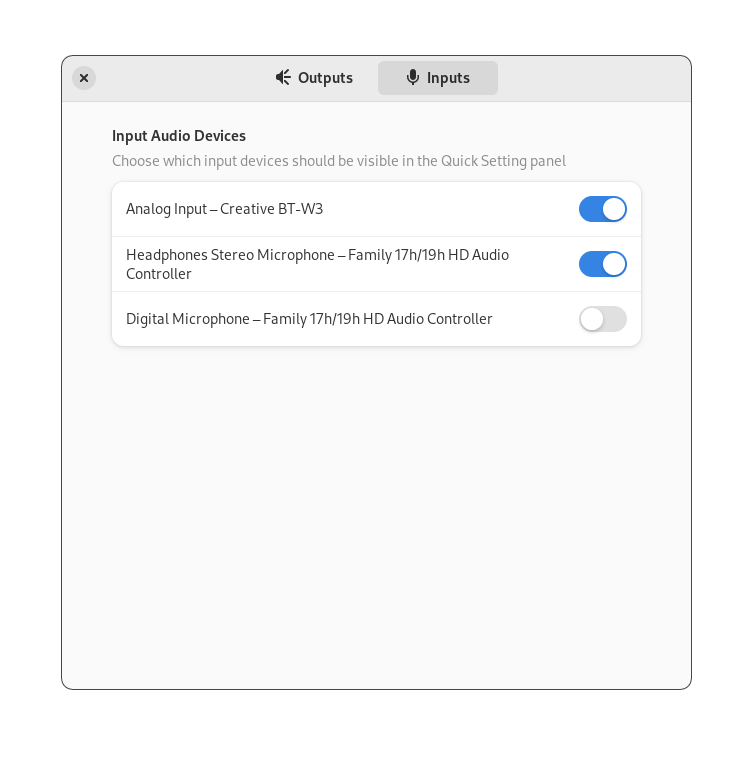 Outputs
Inputs
Input Audio Devices
Choose which input devices should be visible in the Quick Setting panel
Analog Input – Creative BT-W3
Headphones Stereo Microphone – Family 17h/19h HD Audio
Controller
Digital Microphone – Family 17h/19h HD Audio Controller